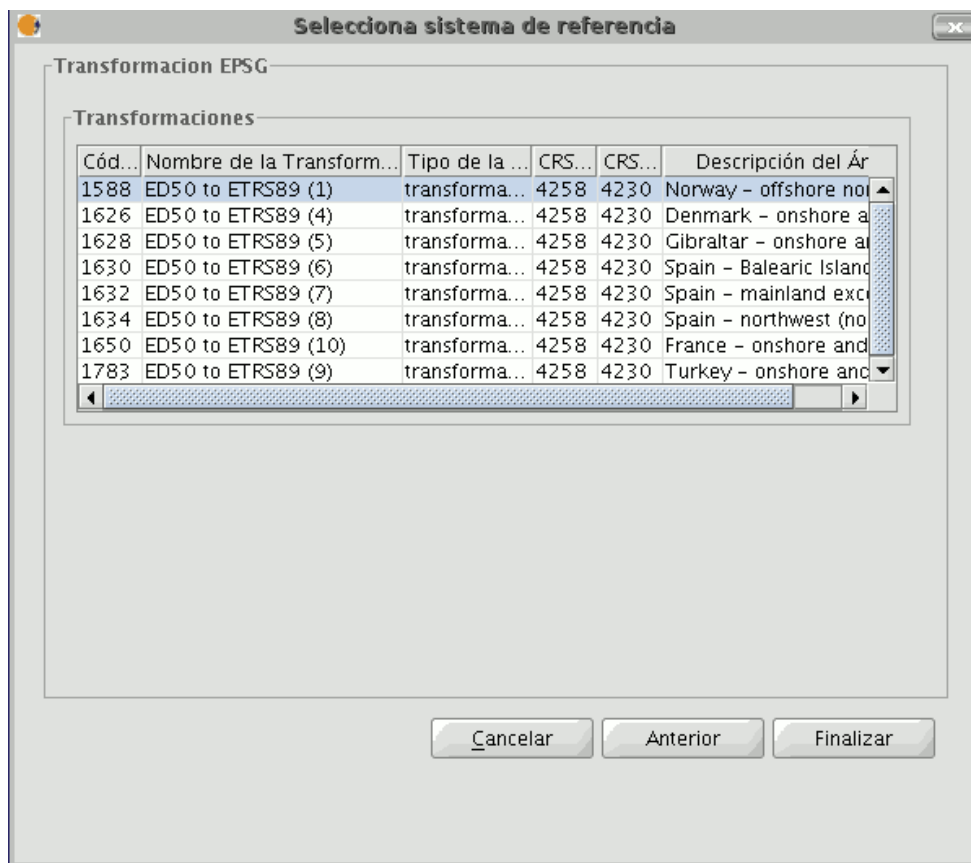 Selecciona sistema de referencia
Transformacion EPSG
Transformaciones
Cód... Nombre de la Transform... Tipo de la ... CRS... CRS... Descripción del Ár
1588 ED50 to ETRS89 (1) transforma... 4258 4230 Norway – offshore nor
1626 ED50 to ETRS89 (4) transforma... 4258 4230 Denmark – onshore a
1628 ED50 to ETRS89 (5) transforma... 4258 4230 Gibraltar – onshore an
1630 ED50 to ETRS89 (6) transforma... 4258 4230 Spain – Balearic Island
1632 ED50 to ETRS89 (7) transforma... 4258 4230 Spain – mainland exc
1634 ED50 to ETRS89 (8) transforma... 4258 4230 Spain – northwest (no
1650 ED50 to ETRS89 (10) transforma... 4258 4230 France – onshore and
1783 ED50 to ETRS89 (9) transforma... 4258 4230 Turkey – onshore and
Cancelar Anterior Finalizar